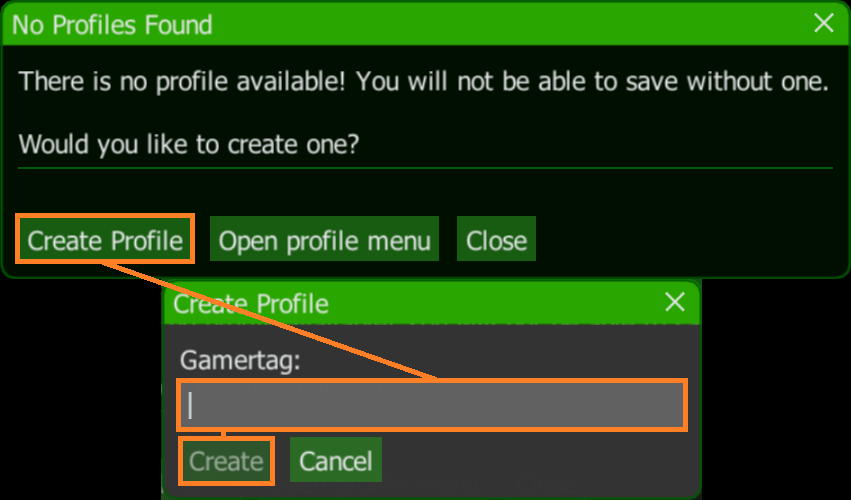 No Profiles Found
There is no profile available! You will not be able to save without one.
Would you like to create one?
Create Profile Open profile menu Close
Create Profile
Gamertag:
Create Cancel